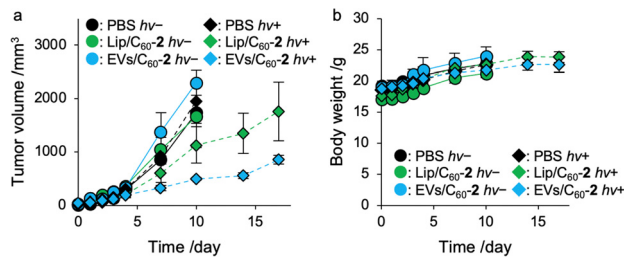 a
●: PBS hν− ◆: PBS hν+
●: Lip/C₆₀-2 hν− ◆: Lip/C₆₀-2 hν+
●: EVs/C₆₀-2 hν− ◆: EVs/C₆₀-2 hν+
Tumor volume /mm³
3000
2000
1000
0
0 5 10 15
Time /day
b
Body weight /g
35
30
25
20
15
10
5
0
●: PBS hν− ◆: PBS hν+
●: Lip/C₆₀-2 hν− ◆: Lip/C₆₀-2 hν+
●: EVs/C₆₀-2 hν− ◆: EVs/C₆₀-2 hν+
0 5 10 15
Time /day